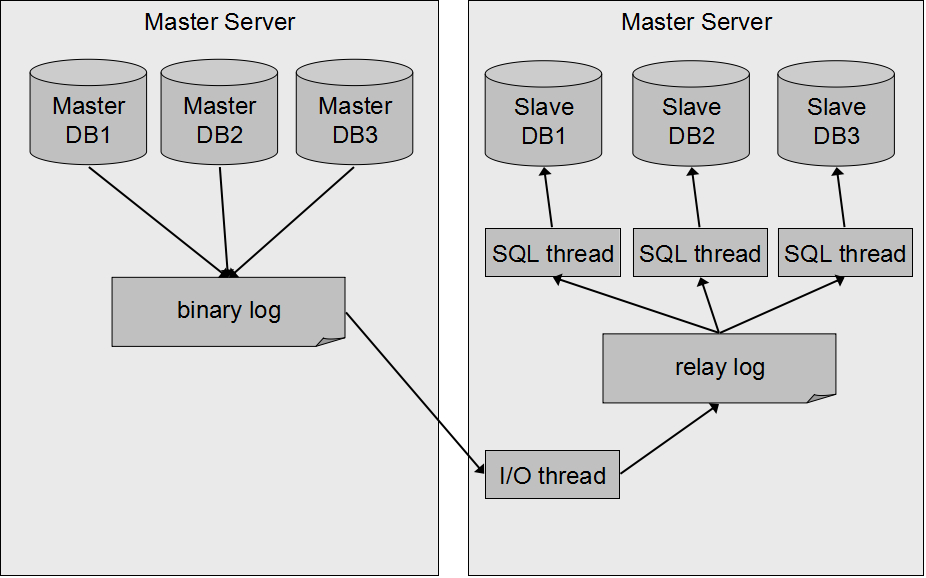 Master Server
Master
DB1
Master
DB2
Master
DB3
binary log
Master Server
Slave
DB1
Slave
DB2
Slave
DB3
SQL thread
SQL thread
SQL thread
relay log
I/O thread